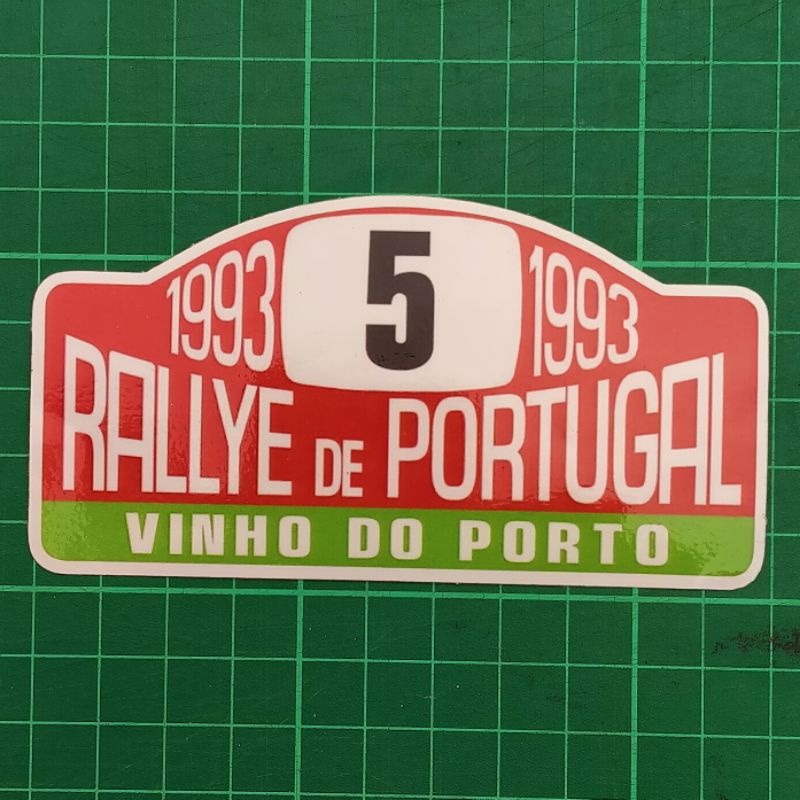 1993 5 1993
RALLYE DE PORTUGAL
VINHO DO PORTO